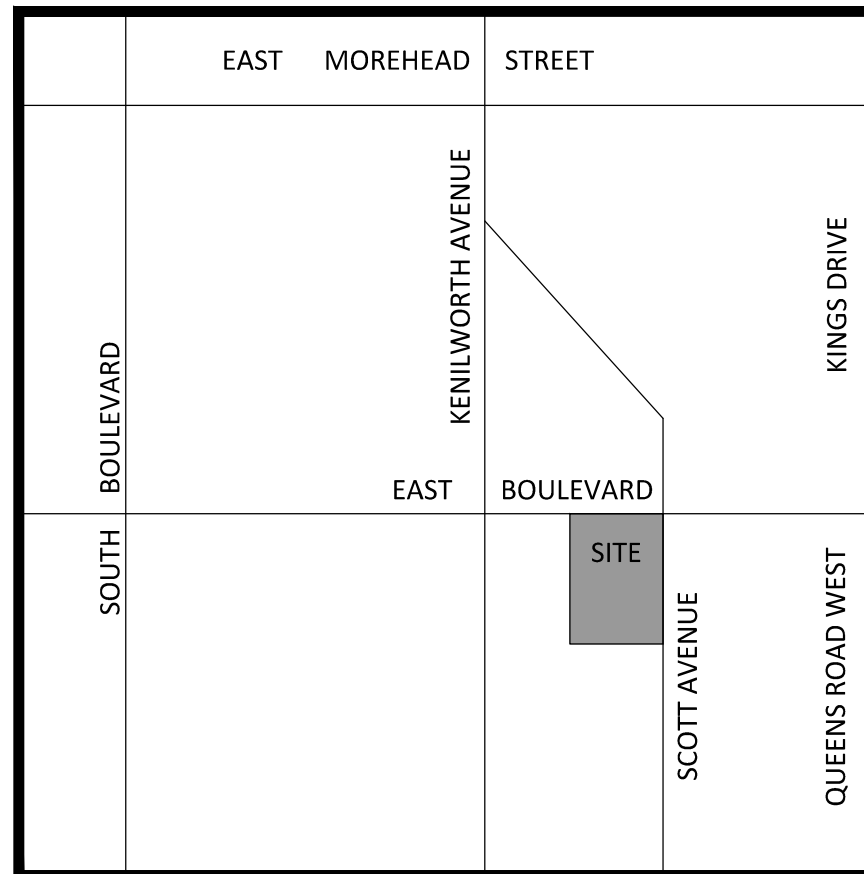 EAST MOREHEAD STREET
KENILWORTH AVENUE
KINGS DRIVE
SOUTH BOULEVARD
EAST BOULEVARD
SITE
SCOTT AVENUE
QUEENS ROAD WEST